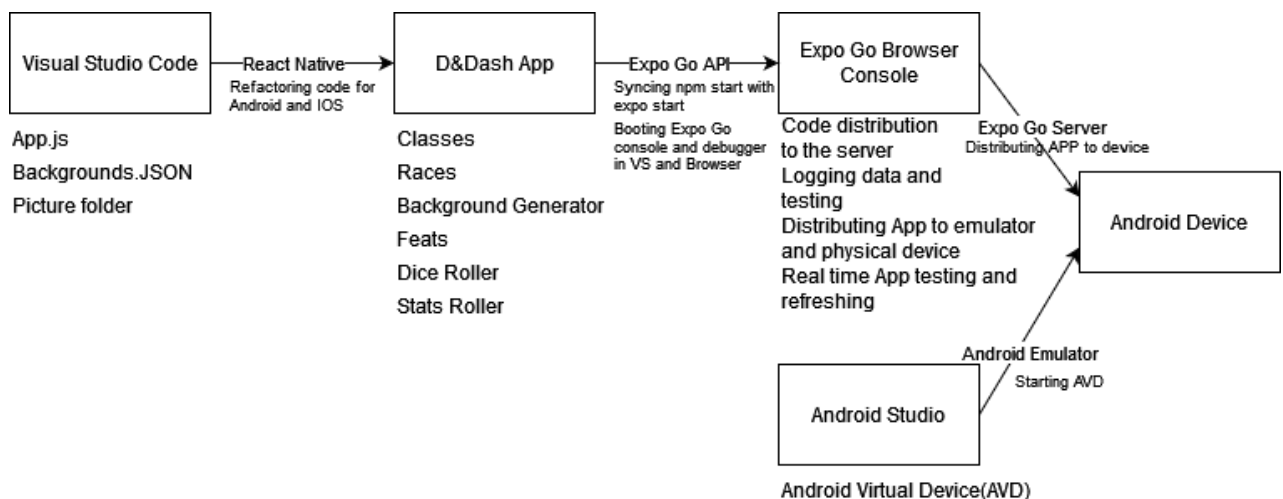 Visual Studio Code
App.js
Backgrounds.JSON
Picture folder
React Native
Refactoring code for
Android and IOS
D&Dash App
Classes
Races
Background Generator
Feats
Dice Roller
Stats Roller
Expo Go API
Syncing npm start with
expo start
Booting Expo Go
console and debugger
in VS and Browser
Expo Go Browser
Console
Code distribution
to the server
Logging data and
testing
Distributing App to emulator
and physical device
Real time App testing and
refreshing
Expo Go Server
Distributing APP to device
Android Device
Android Emulator
Starting AVD
Android Studio
Android Virtual Device(AVD)